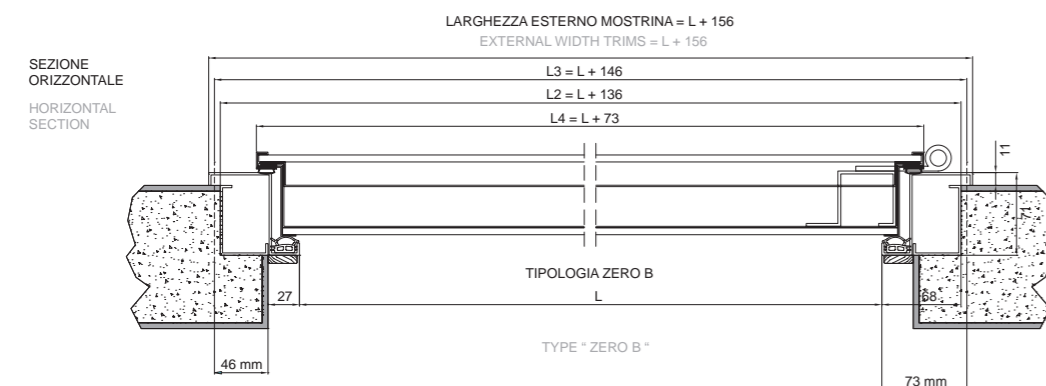 LARGHEZZA ESTERNO MOSTRINA = L + 156
EXTERNAL WIDTH TRIMS = L + 156
SEZIONE
ORIZZONTALE
HORIZONTAL
SECTION
L3 = L + 146
L2 = L + 136
L4 = L + 73
11
71
TIPOLOGIA ZERO B
27
L
68
TYPE " ZERO B "
46 mm
73 mm